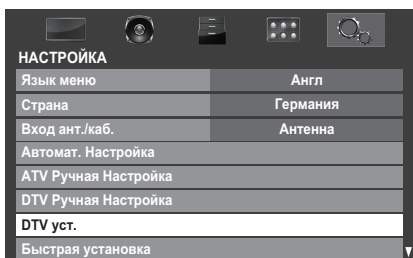 НАСТРОЙКА
Язык меню Англ
Страна Германия
Вход ант./каб. Антенна
Автомат. Настройка
ATV Ручная Настройка
DTV Ручная Настройка
DTV уст.
Быстрая установка